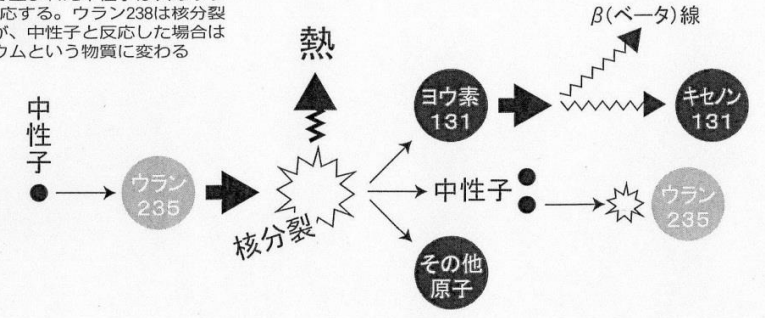 応する。ウラン238は核分裂
が、中性子と反応した場合は
ウムという物質に変わる
熱
β(ベータ)線
中性子
ウラン
235
核分裂
ヨウ素
131
キセノン
131
中性子
ウラン
235
その他
原子